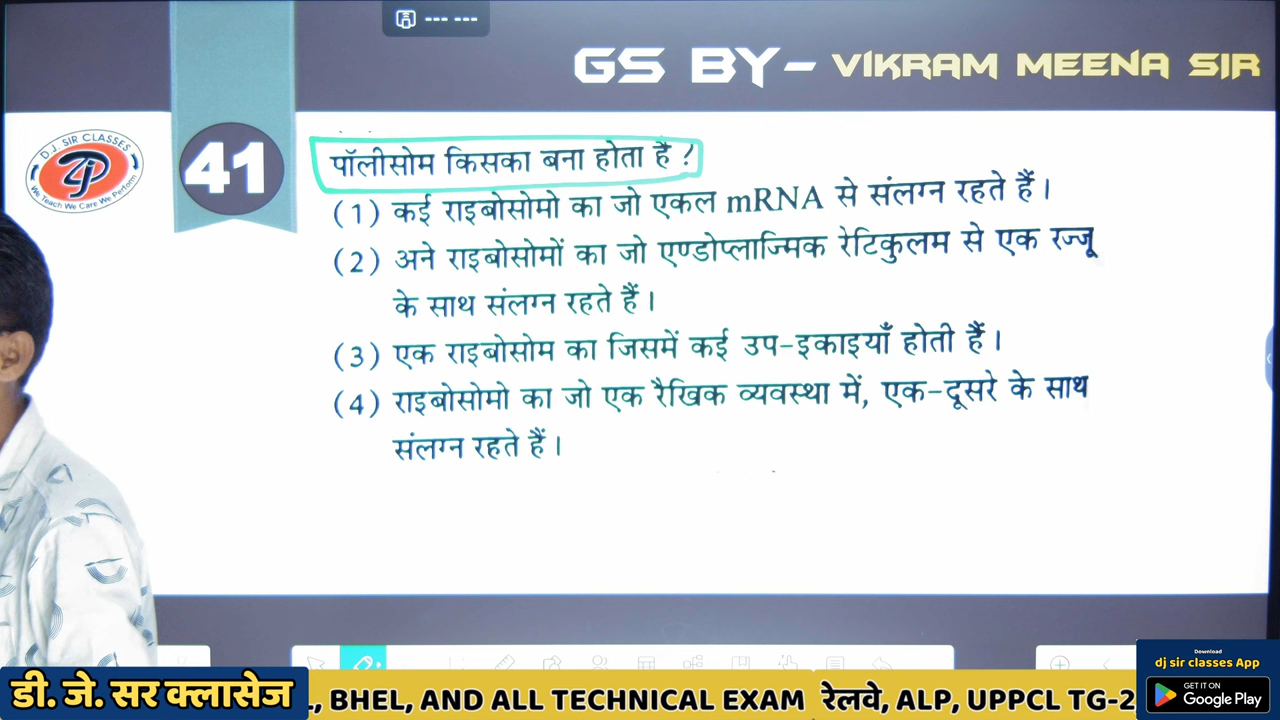 GS BY- VIKRAM MEENA SIR
D.J. SIR CLASSES
DJ
We Teach We Care We Perform
41
पॉलीसोम किसका बना होता है ?
(1) कई राइबोसोमो का जो एकल mRNA से संलग्न रहते हैं।
(2) अने राइबोसोमों का जो एण्डोप्लाज्मिक रेटिकुलम से एक रज्जू
के साथ संलग्न रहते हैं।
(3) एक राइबोसोम का जिसमें कई उप-इकाइयाँ होती हैं।
(4) राइबोसोमो का जो एक रैखिक व्यवस्था में, एक-दूसरे के साथ
संलग्न रहते हैं।
Download
dj sir classes App
GET IT ON
Google Play
डी. जे. सर क्लासेज
, BHEL, AND ALL TECHNICAL EXAM रेलवे, ALP, UPPCL TG-2